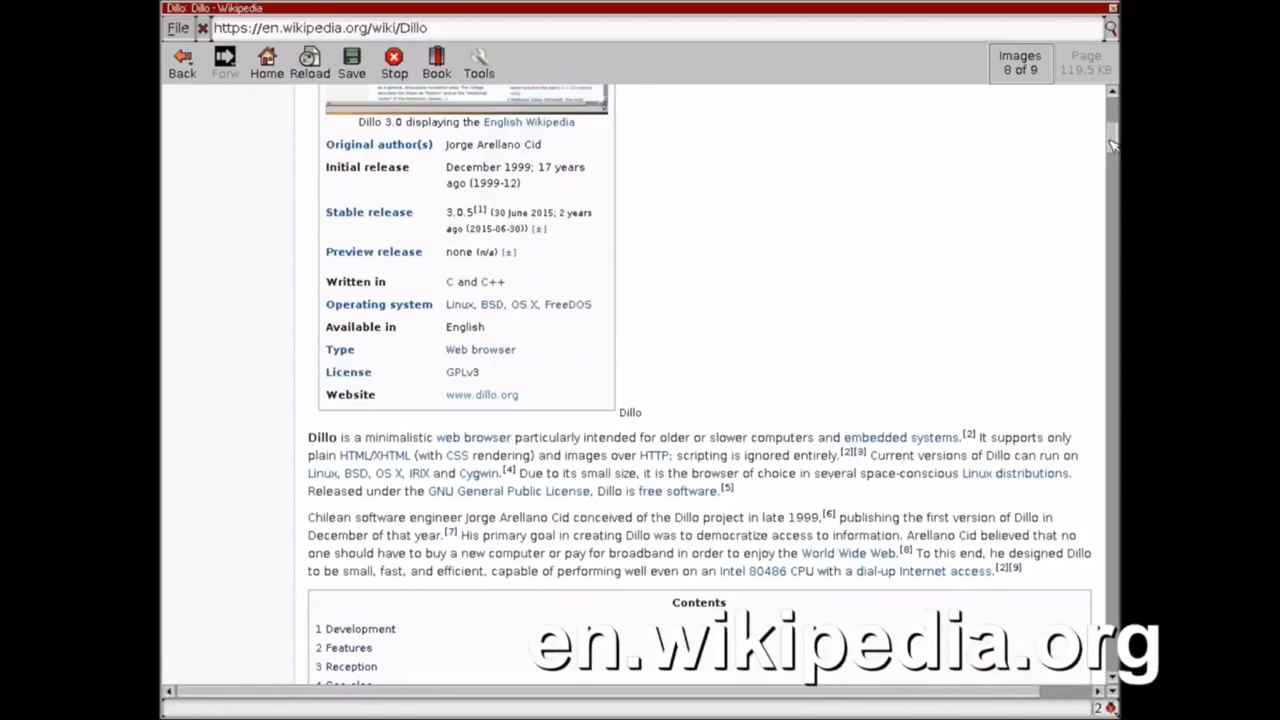 Dillo: Dillo - Wikipedia
File https://en.wikipedia.org/wiki/Dillo
Back Forw Home Reload Save Stop Book Tools
Images Page
8 of 9 119.5 KB
Dillo 3.0 displaying the English Wikipedia
Original author(s) Jorge Arellano Cid
Initial release December 1999; 17 years
ago (1999-12)
Stable release 3.0.5[1] (30 June 2015; 2 years
ago (2015-06-30)) [±]
Preview release none (n/a) [±]
Written in C and C++
Operating system Linux, BSD, OS X, FreeDOS
Available in English
Type Web browser
License GPLv3
Website www.dillo.org
Dillo
Dillo is a minimalistic web browser particularly intended for older or slower computers and embedded systems.[2] It supports only
plain HTML/XHTML (with CSS rendering) and images over HTTP; scripting is ignored entirely.[2][3] Current versions of Dillo can run on
Linux, BSD, OS X, IRIX and Cygwin.[4] Due to its small size, it is the browser of choice in several space-conscious Linux distributions.
Released under the GNU General Public License, Dillo is free software.[5]
Chilean software engineer Jorge Arellano Cid conceived of the Dillo project in late 1999,[6] publishing the first version of Dillo in
December of that year.[7] His primary goal in creating Dillo was to democratize access to information. Arellano Cid believed that no
one should have to buy a new computer or pay for broadband in order to enjoy the World Wide Web.[8] To this end, he designed Dillo
to be small, fast, and efficient, capable of performing well even on an Intel 80486 CPU with a dial-up Internet access.[2][9]
Contents
1 Development
2 Features
3 Reception
en.wikipedia.org
2